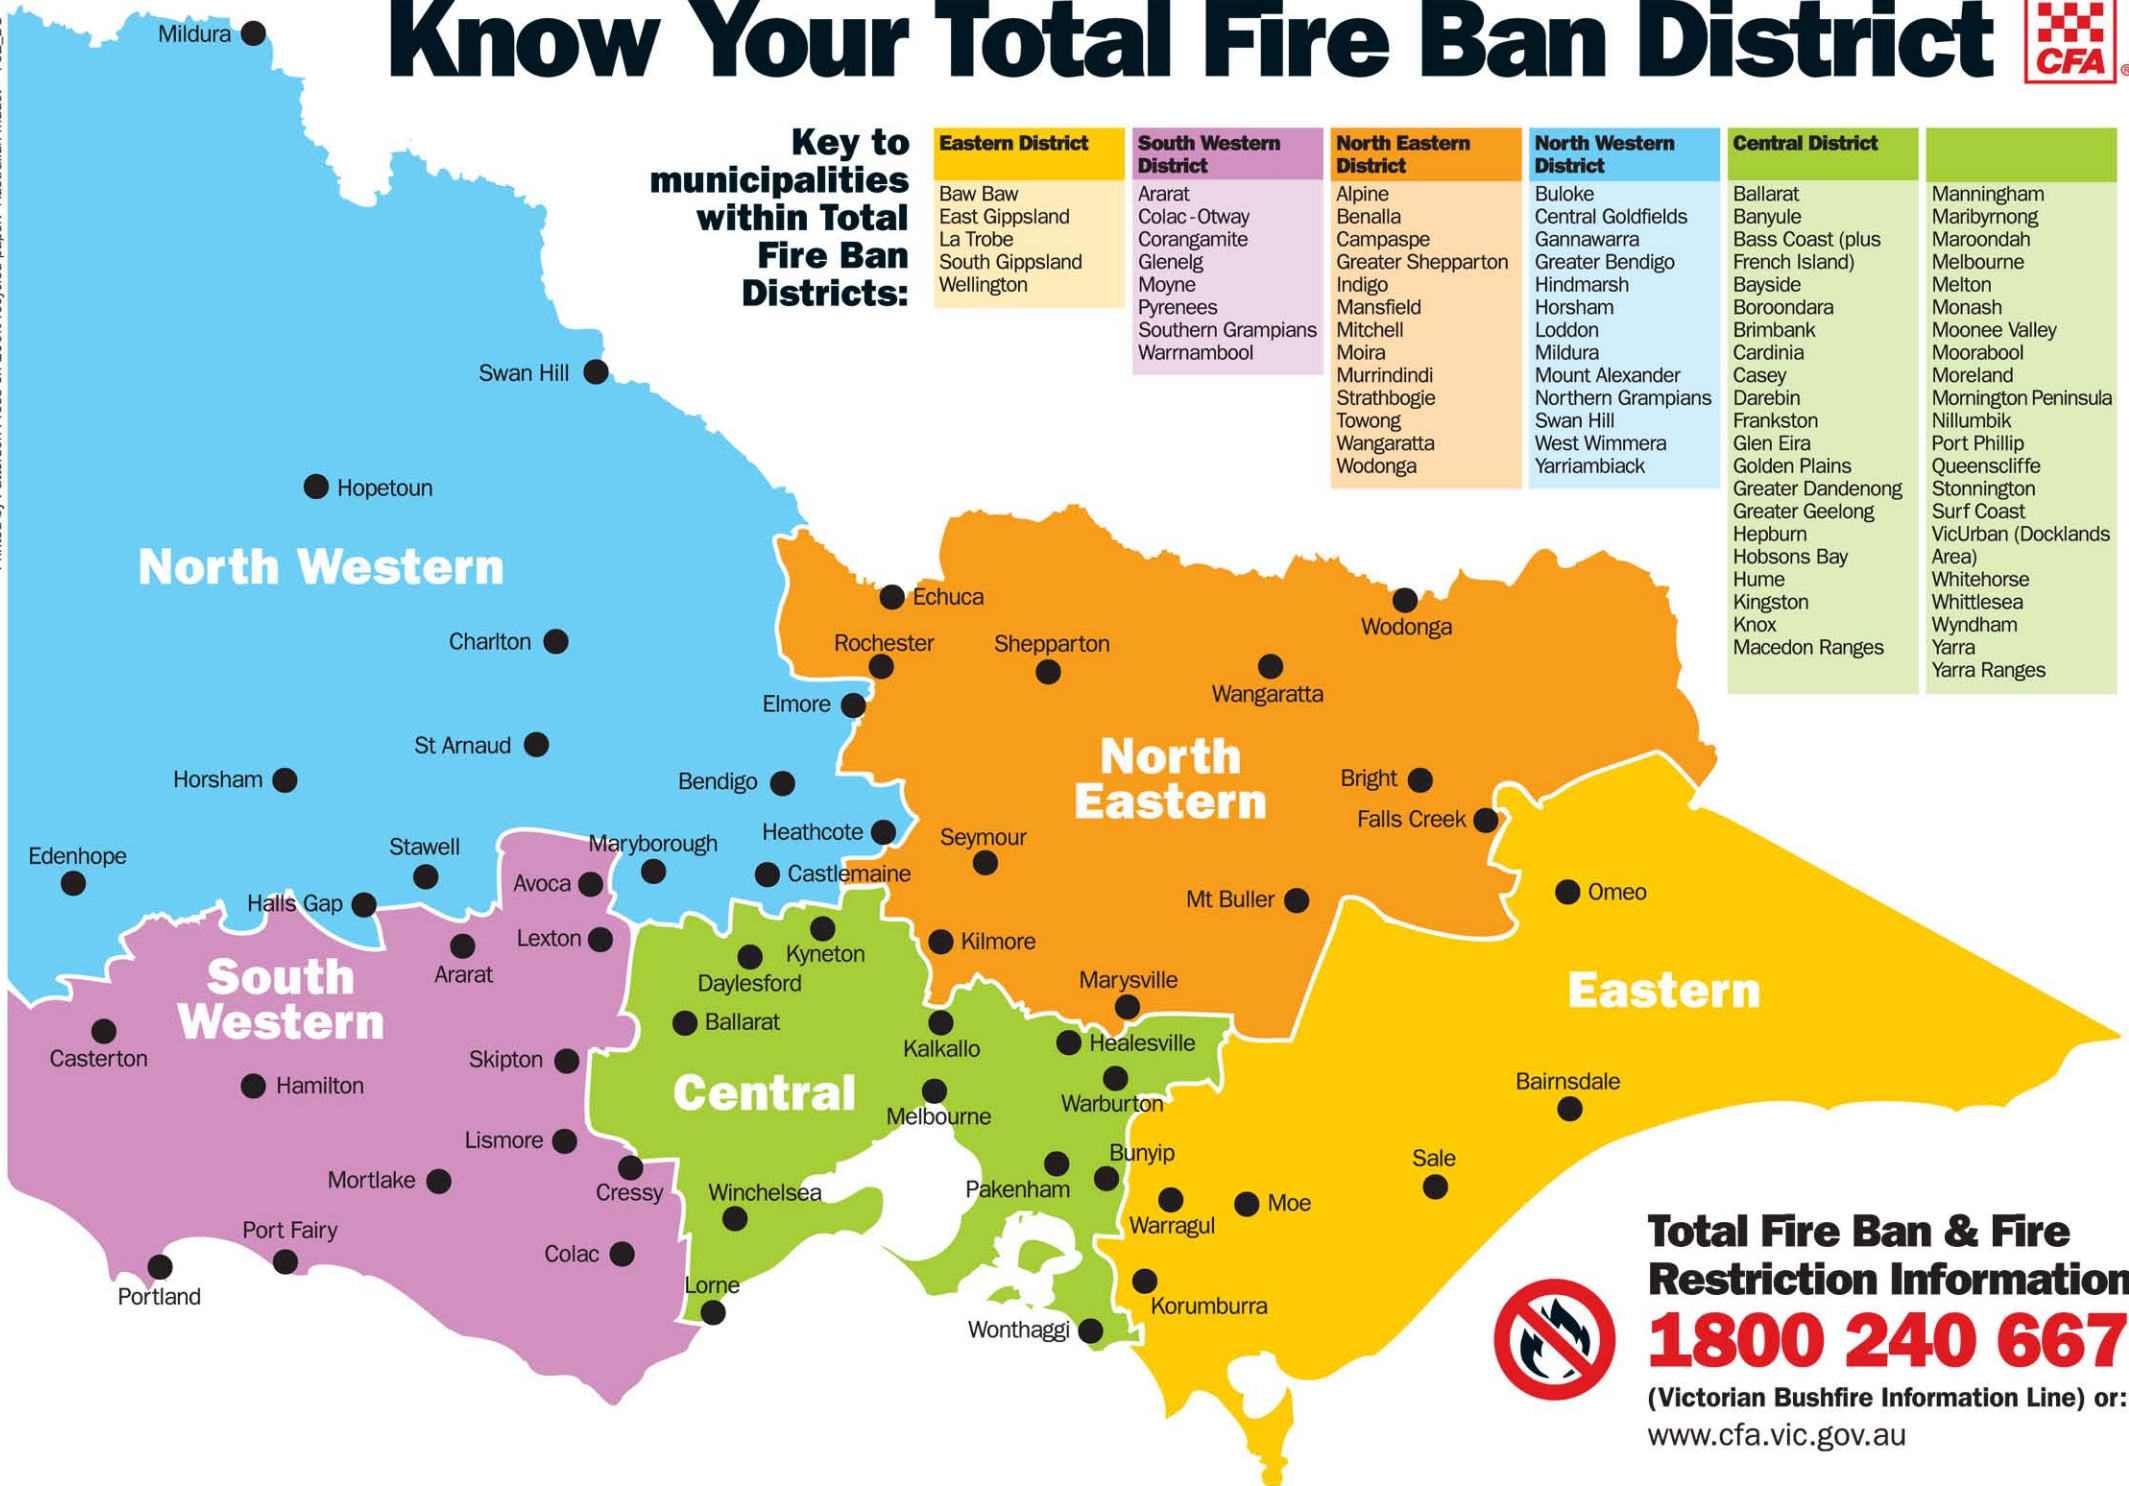 Know Your Total Fire Ban District
CFA
®
Key to
municipalities
within Total
Fire Ban
Districts:
Eastern District
Baw Baw
East Gippsland
La Trobe
South Gippsland
Wellington
South Western
District
Ararat
Colac-Otway
Corangamite
Glenelg
Moyne
Pyrenees
Southern Grampians
Warrnambool
North Eastern
District
Alpine
Benalla
Campaspe
Greater Shepparton
Indigo
Mansfield
Mitchell
Moira
Murrindindi
Strathbogie
Towong
Wangaratta
Wodonga
North Western
District
Buloke
Central Goldfields
Gannawarra
Greater Bendigo
Hindmarsh
Horsham
Loddon
Mildura
Mount Alexander
Northern Grampians
Swan Hill
West Wimmera
Yarriambiack
Central District
Ballarat
Banyule
Bass Coast (plus
French Island)
Bayside
Boroondara
Brimbank
Cardinia
Casey
Darebin
Frankston
Glen Eira
Golden Plains
Greater Dandenong
Greater Geelong
Hepburn
Hobsons Bay
Hume
Kingston
Knox
Macedon Ranges
Manningham
Maribyrnong
Maroondah
Melbourne
Melton
Monash
Moonee Valley
Moorabool
Moreland
Mornington Peninsula
Nillumbik
Port Phillip
Queenscliffe
Stonnington
Surf Coast
VicUrban (Docklands
Area)
Whitehorse
Whittlesea
Wyndham
Yarra
Yarra Ranges
Mildura
Swan Hill
Hopetoun
North Western
Charlton
St Arnaud
Horsham
Elmore
Bendigo
Heathcote
Maryborough
Castlemaine
Stawell
Edenhope
Halls Gap
Echuca
Rochester
Shepparton
Wodonga
Wangaratta
North
Eastern
Bright
Falls Creek
Seymour
Mt Buller
Kilmore
Marysville
Avoca
Lexton
Ararat
South
Western
Casterton
Hamilton
Skipton
Lismore
Mortlake
Cressy
Port Fairy
Colac
Portland
Kyneton
Daylesford
Ballarat
Kalkallo
Healesville
Central
Melbourne
Warburton
Bunyip
Pakenham
Winchelsea
Lorne
Wonthaggi
Omeo
Eastern
Bairnsdale
Sale
Moe
Warragul
Korumburra
Total Fire Ban & Fire
Restriction Information
1800 240 667
(Victorian Bushfire Information Line) or:
www.cfa.vic.gov.au